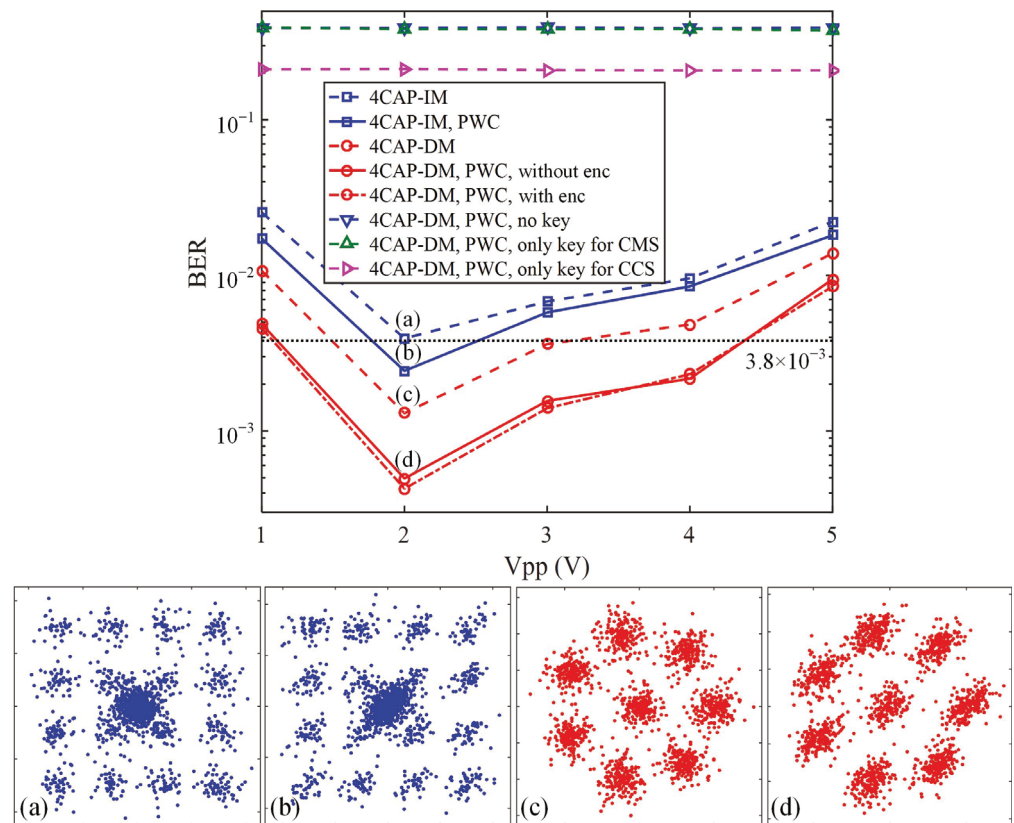 BER
10⁻¹
10⁻²
10⁻³
4CAP-IM
4CAP-IM, PWC
4CAP-DM
4CAP-DM, PWC, without enc
4CAP-DM, PWC, with enc
4CAP-DM, PWC, no key
4CAP-DM, PWC, only key for CMS
4CAP-DM, PWC, only key for CCS
(a)
(b)
3.8×10⁻³
(c)
(d)
1 2 3 4 5
Vpp (V)
(a) (b) (c) (d)